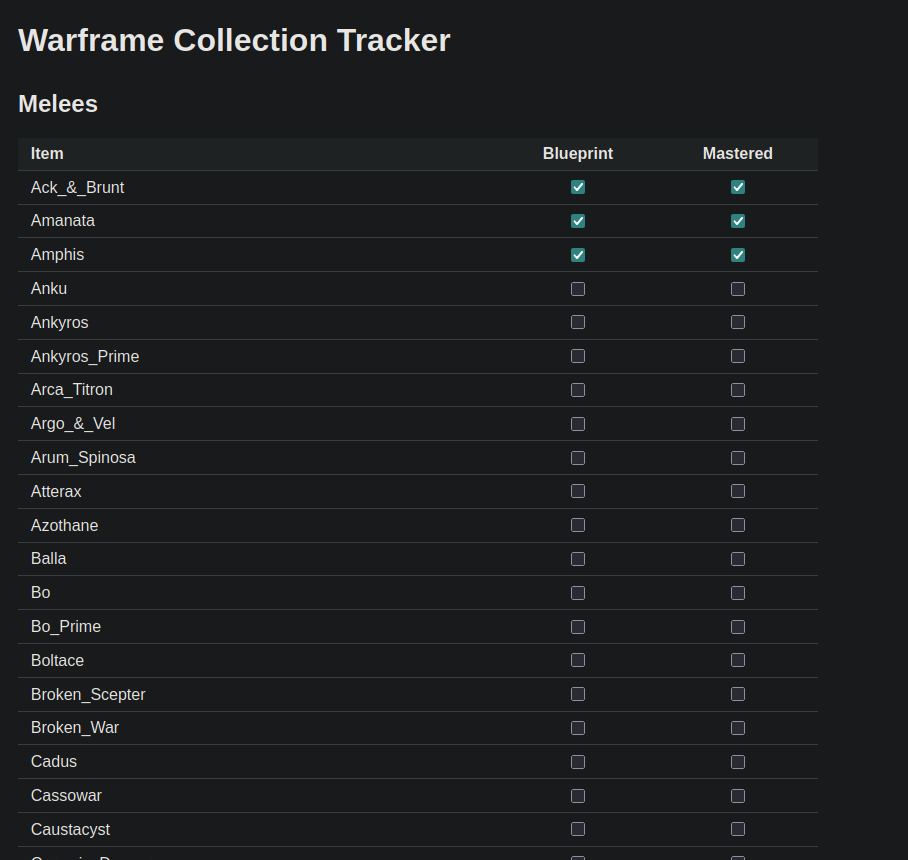 Warframe Collection Tracker
Melees
Item Blueprint Mastered
Ack_&_Brunt
Amanata
Amphis
Anku
Ankyros
Ankyros_Prime
Arca_Titron
Argo_&_Vel
Arum_Spinosa
Atterax
Azothane
Balla
Bo
Bo_Prime
Boltace
Broken_Scepter
Broken_War
Cadus
Cassowar
Caustacyst